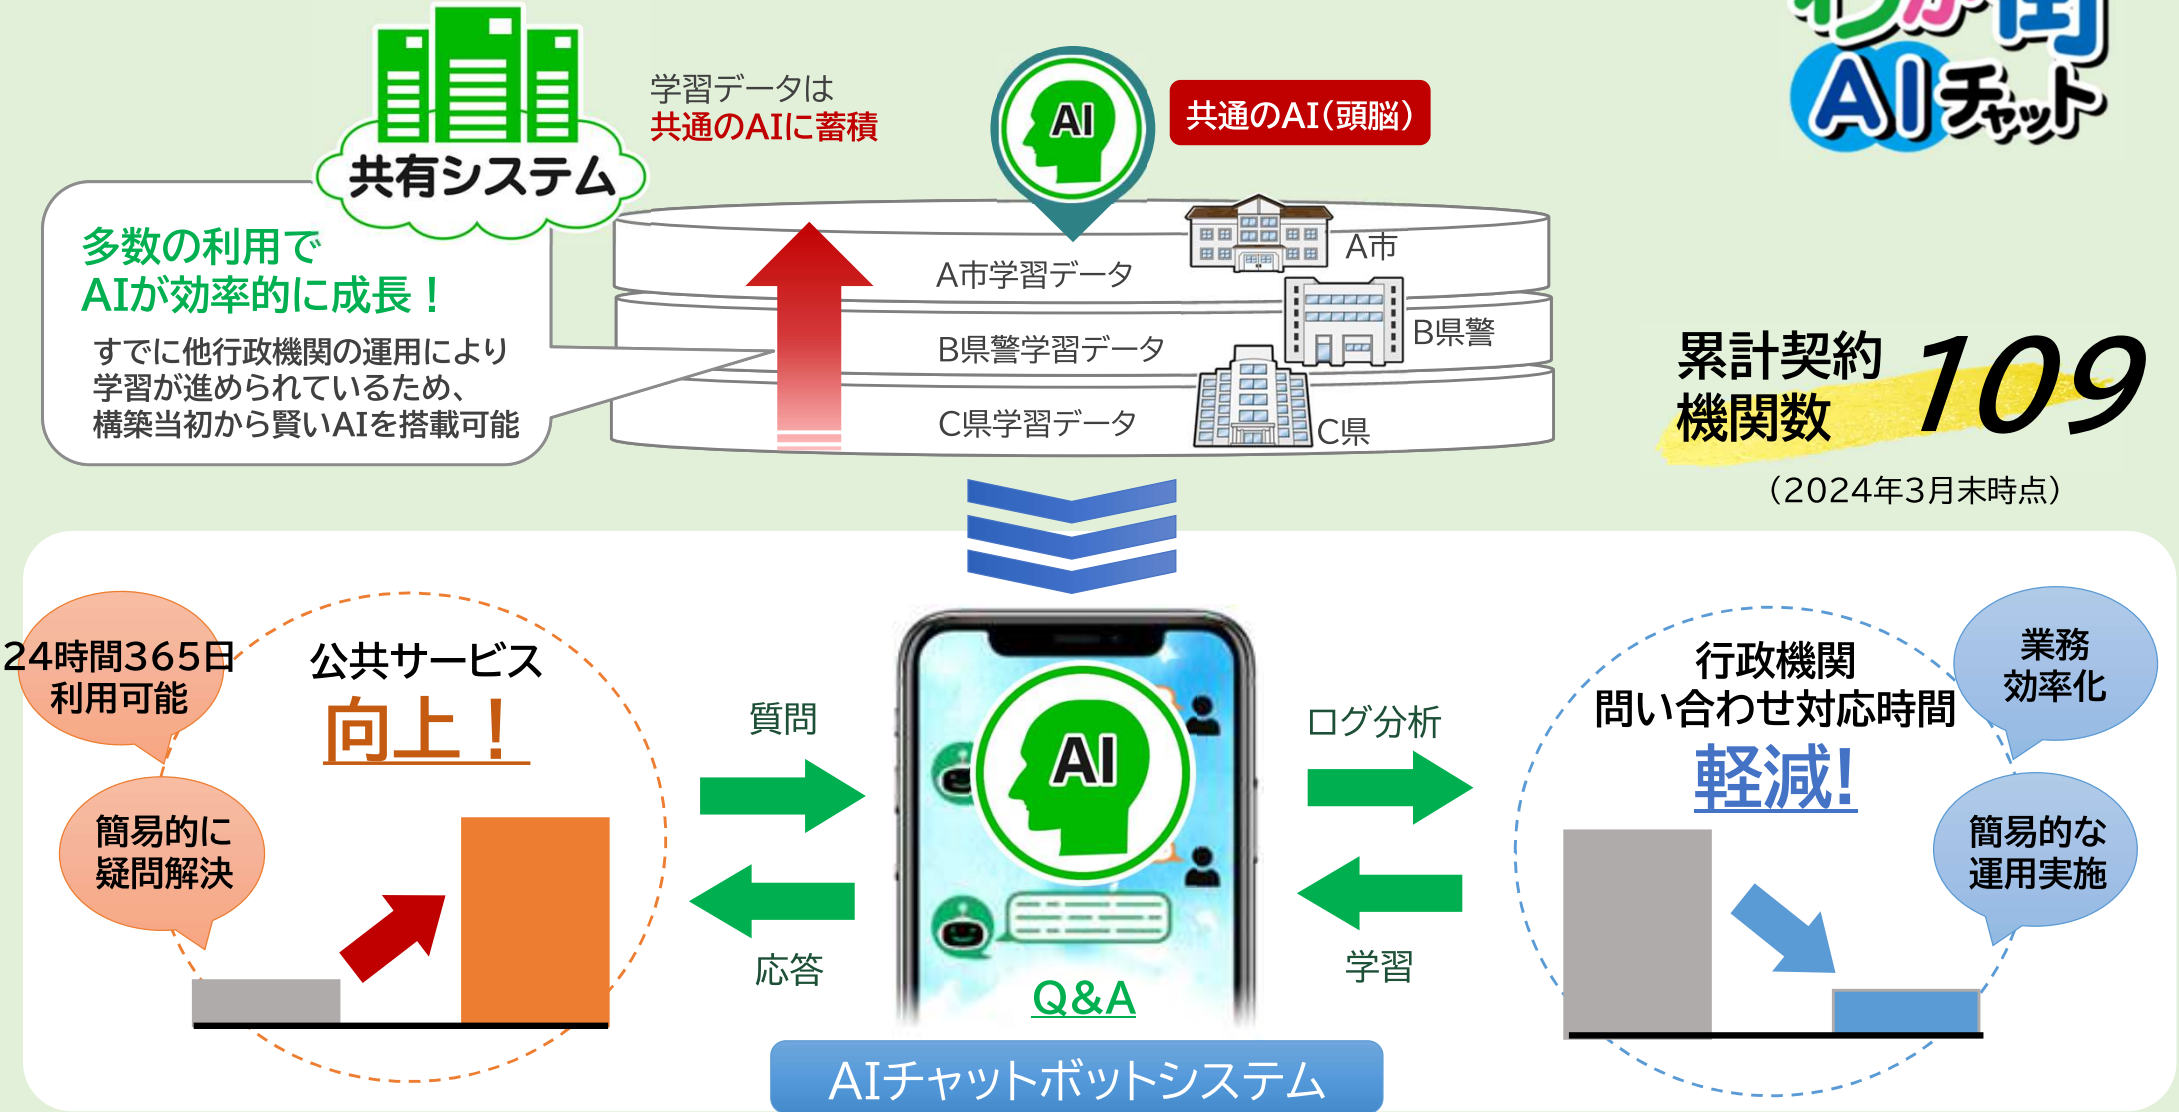 わが街
AIチャット
共有システム
学習データは
共通のAIに蓄積
AI
共通のAI(頭脳)
多数の利用で
AIが効率的に成長！
すでに他行政機関の運用により
学習が進められているため、
構築当初から賢いAIを搭載可能
A市学習データ
A市
B県警学習データ
B県警
C県学習データ
C県
累計契約
機関数
109
(2024年3月末時点)
24時間365日
利用可能
簡易的に
疑問解決
公共サービス
向上！
質問
応答
AI
Q&A
AIチャットボットシステム
ログ分析
学習
行政機関
問い合わせ対応時間
軽減!
業務
効率化
簡易的な
運用実施